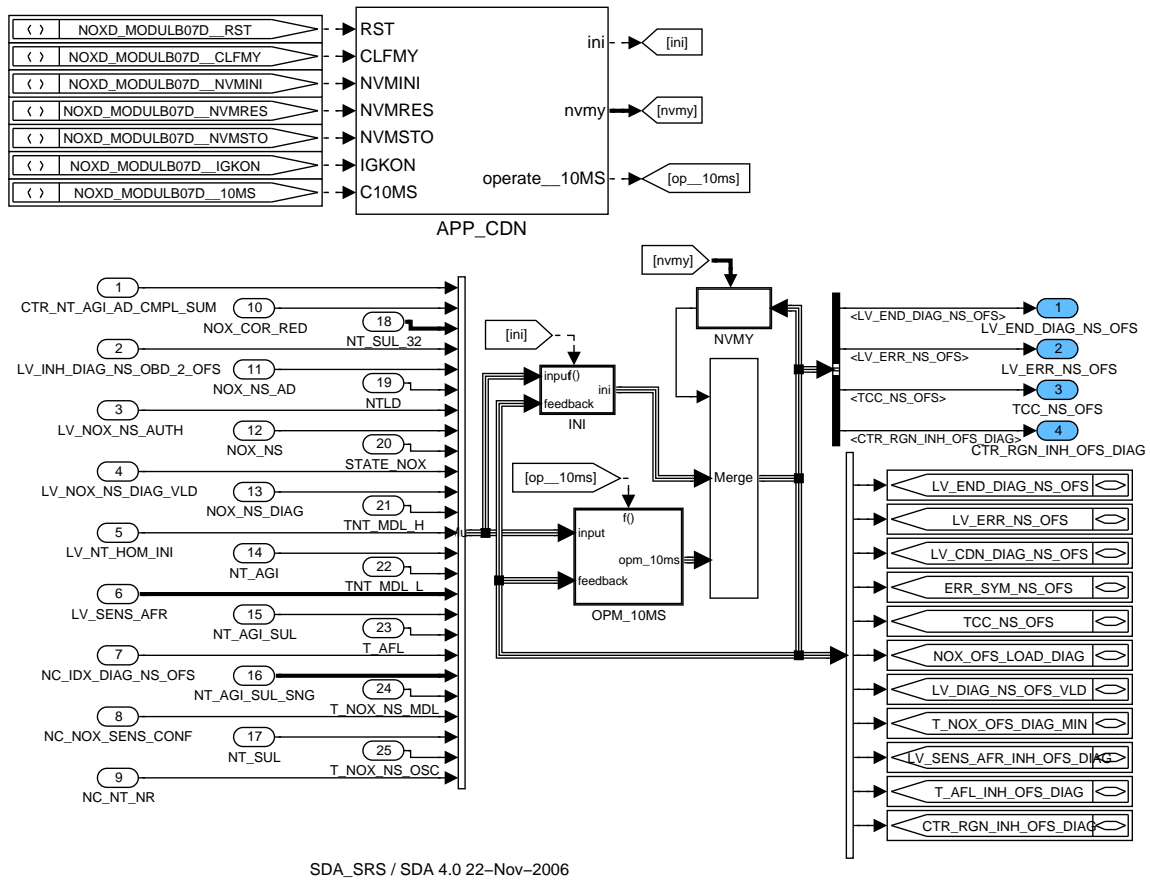 NOXD_MODULB07D__RST
NOXD_MODULB07D__CLFMY
NOXD_MODULB07D__NVMINI
NOXD_MODULB07D__NVMRES
NOXD_MODULB07D__NVMSTO
NOXD_MODULB07D__IGKON
NOXD_MODULB07D__10MS
RST
CLFMY
NVMINI
NVMRES
NVMSTO
IGKON
C10MS
ini
nvmy
operate__10MS
[ini]
[nvmy]
[op__10ms]
APP_CDN
1
CTR_NT_AGI_AD_CMPL_SUM
10
NOX_COR_RED
18
NT_SUL_32
2
LV_INH_DIAG_NS_OBD_2_OFS
11
NOX_NS_AD
19
NTLD
3
LV_NOX_NS_AUTH
12
NOX_NS
20
STATE_NOX
4
LV_NOX_NS_DIAG_VLD
13
NOX_NS_DIAG
21
TNT_MDL_H
5
LV_NT_HOM_INI
14
NT_AGI
22
TNT_MDL_L
6
LV_SENS_AFR
15
NT_AGI_SUL
23
T_AFL
7
NC_IDX_DIAG_NS_OFS
16
NT_AGI_SUL_SNG
24
T_NOX_NS_MDL
8
NC_NOX_SENS_CONF
17
NT_SUL
25
T_NOX_NS_OSC
9
NC_NT_NR
[ini]
input
f()
feedback
ini
INI
[op__10ms]
f()
input
feedback
opm_10ms
OPM_10MS
[nvmy]
NVMY
Merge
<LV_END_DIAG_NS_OFS>
1
LV_END_DIAG_NS_OFS
<LV_ERR_NS_OFS>
2
LV_ERR_NS_OFS
<TCC_NS_OFS>
3
TCC_NS_OFS
<CTR_RGN_INH_OFS_DIAG>
4
CTR_RGN_INH_OFS_DIAG
LV_END_DIAG_NS_OFS
LV_ERR_NS_OFS
LV_CDN_DIAG_NS_OFS
ERR_SYM_NS_OFS
TCC_NS_OFS
NOX_OFS_LOAD_DIAG
LV_DIAG_NS_OFS_VLD
T_NOX_OFS_DIAG_MIN
LV_SENS_AFR_INH_OFS_DIAG
T_AFL_INH_OFS_DIAG
CTR_RGN_INH_OFS_DIAG
SDA_SRS / SDA 4.0 22–Nov–2006